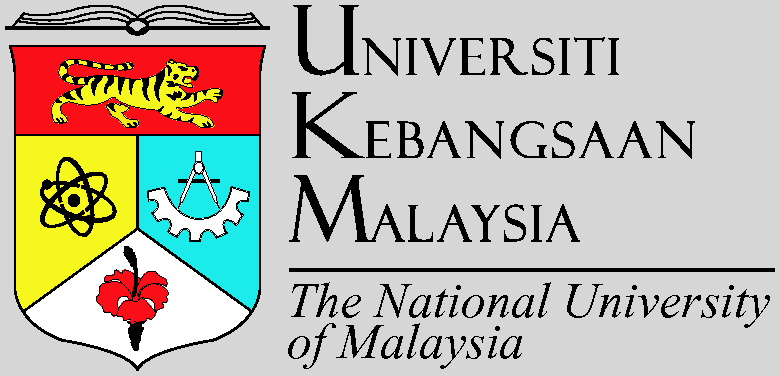 UNIVERSITI
KEBANGSAAN
MALAYSIA
The National University
of Malaysia